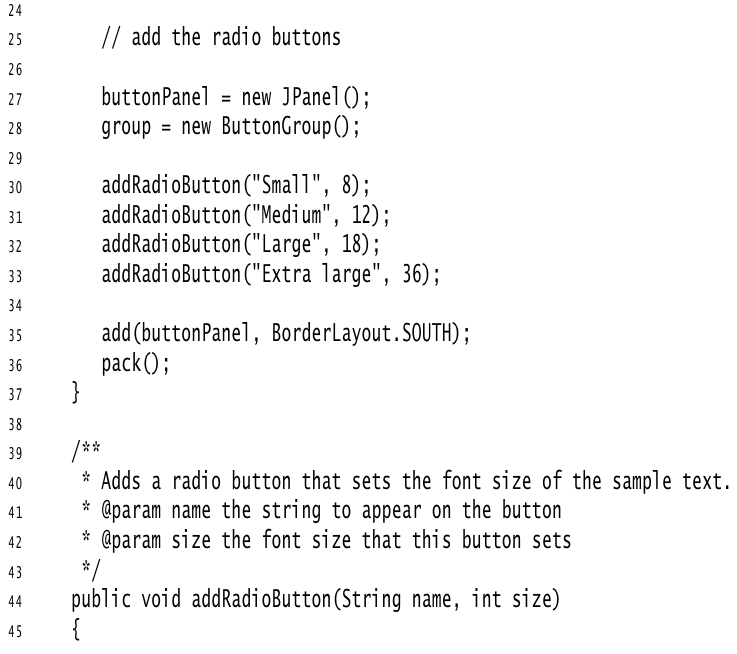 24
25 // add the radio buttons
26
27 buttonPanel = new JPanel();
28 group = new ButtonGroup();
29
30 addRadioButton("Small", 8);
31 addRadioButton("Medium", 12);
32 addRadioButton("Large", 18);
33 addRadioButton("Extra large", 36);
34
35 add(buttonPanel, BorderLayout.SOUTH);
36 pack();
37 }
38
39 /**
40 * Adds a radio button that sets the font size of the sample text.
41 * @param name the string to appear on the button
42 * @param size the font size that this button sets
43 */
44 public void addRadioButton(String name, int size)
45 {